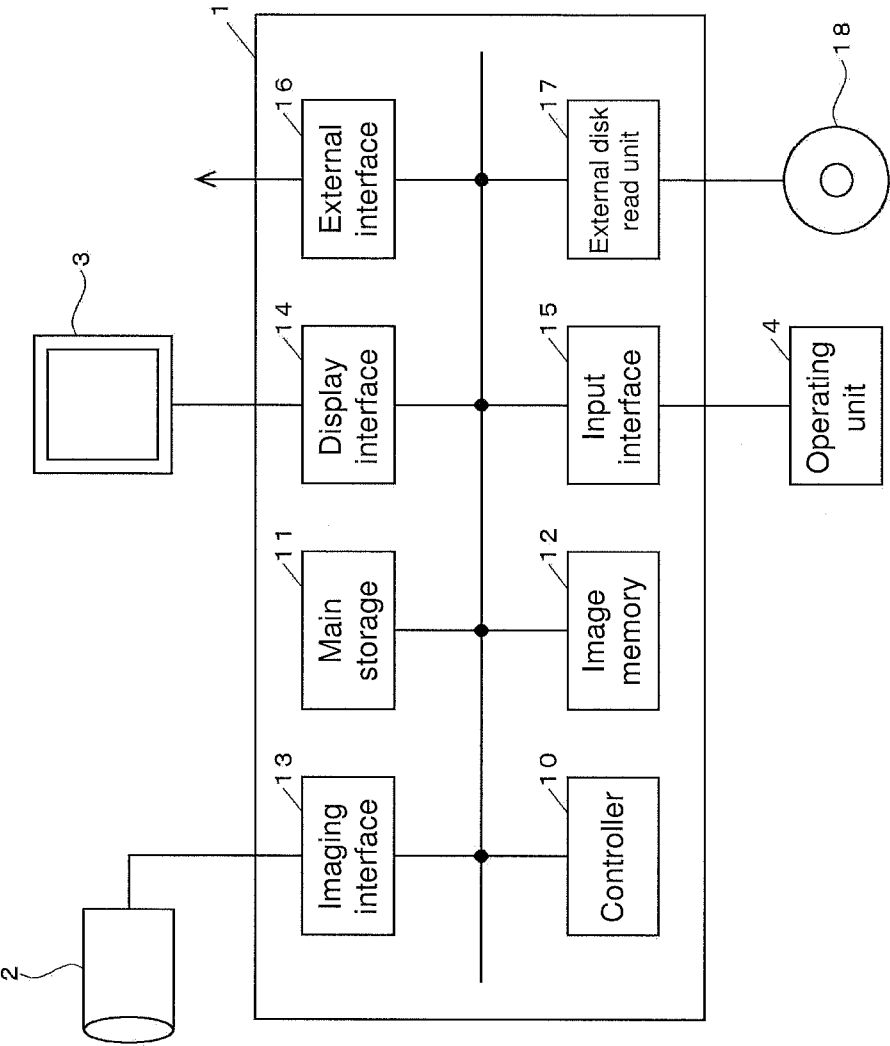 2
3
1
13
Imaging
interface
11
Main
storage
14
Display
interface
16
External
interface
10
Controller
12
Image
memory
15
Input
interface
17
External disk
read unit
4
Operating
unit
18